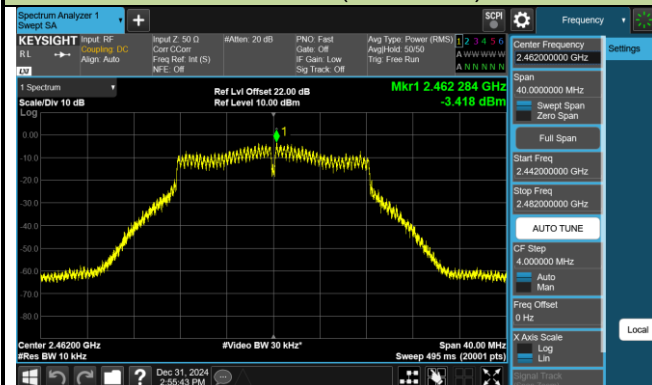 Spectrum Analyzer 1
Swept SA
SCPI
Frequency
KEYSIGHT
RL
LXI
Input: RF
Coupling: DC
Align: Auto
Input Z: 50 Ω
Corr CCorr
Freq Ref: Int (S)
NFE: Off
#Atten: 20 dB
PNO: Fast
Gate: Off
IF Gain: Low
Sig Track: Off
Avg Type: Power (RMS)
Avg|Hold: 50/50
Trig: Free Run
1 2 3 4 5 6
A W W W W W
A N N N N N
1 Spectrum
Scale/Div 10 dB
Log
Ref Lvl Offset 22.00 dB
Ref Level 10.00 dBm
Mkr1 2.462 284 GHz
-3.418 dBm
1
0.00
-10.0
-20.0
-30.0
-40.0
-50.0
-60.0
-70.0
-80.0
Center 2.46200 GHz
#Res BW 10 kHz
#Video BW 30 kHz*
Span 40.00 MHz
Sweep 495 ms (20001 pts)
Dec 31, 2024
2:55:43 PM
Center Frequency
2.462000000 GHz
Settings
Span
40.0000000 MHz
Swept Span
Zero Span
Full Span
Start Freq
2.442000000 GHz
Stop Freq
2.482000000 GHz
AUTO TUNE
CF Step
4.000000 MHz
Auto
Man
Freq Offset
0 Hz
X Axis Scale
Log
Lin
Local
Signal Track